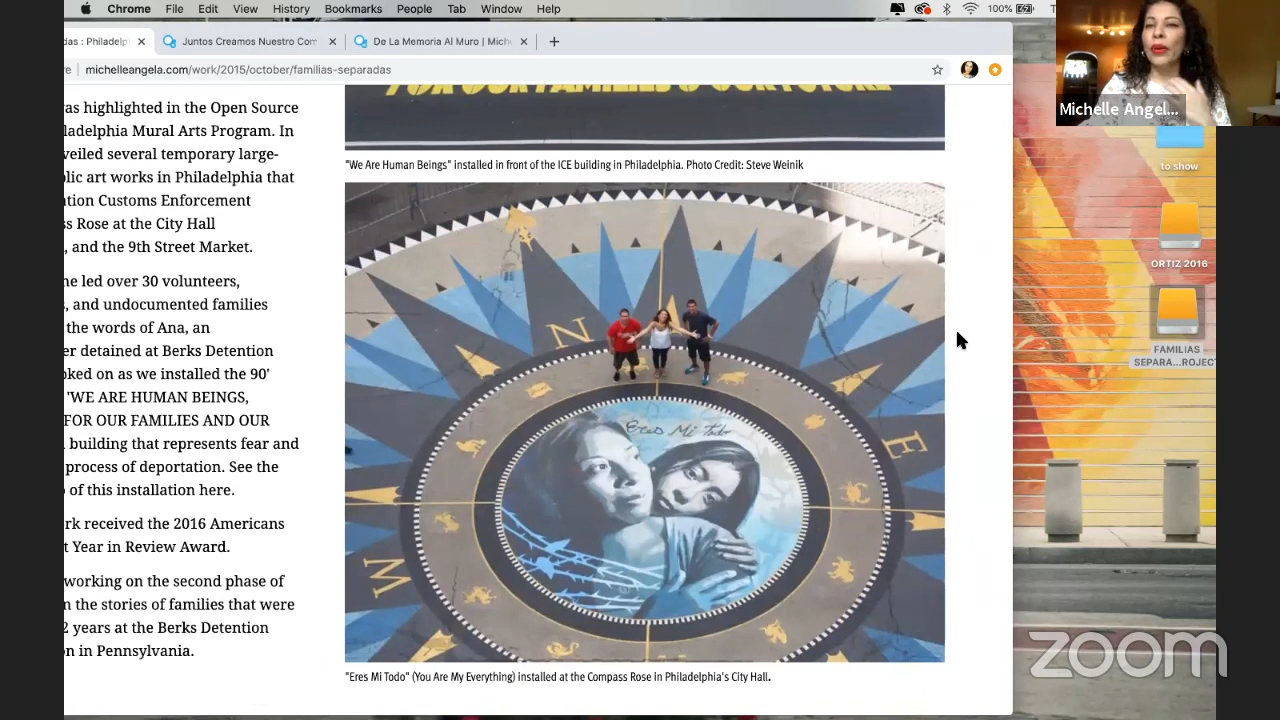 Chrome File Edit View History Bookmarks People Tab Window Help 100%
das : Philadelp
Juntos Creamos Nuestro Com
De La Memoria Al Muro | Mich
michelleangela.com/work/2015/october/familias-separadas
Michelle Angel...
to show
ORTIZ 2016
FAMILIAS
SEPARA...ROJECT
was highlighted in the Open Source
ladelphia Mural Arts Program. In
veiled several temporary large-
blic art works in Philadelphia that
ation Customs Enforcement
ss Rose at the City Hall
, and the 9th Street Market.
he led over 30 volunteers,
s, and undocumented families
the words of Ana, an
er detained at Berks Detention
oked on as we installed the 90'
'WE ARE HUMAN BEINGS,
FOR OUR FAMILIES AND OUR
building that represents fear and
process of deportation. See the
o of this installation here.
rk received the 2016 Americans
t Year in Review Award.
working on the second phase of
n the stories of families that were
2 years at the Berks Detention
on in Pennsylvania.
FOR OUR FAMILIES & OUR FUTURE
"We Are Human Beings" installed in front of the ICE building in Philadelphia. Photo Credit: Steve Weinik
N
E
W
Eres Mi Todo
"Eres Mi Todo" (You Are My Everything) installed at the Compass Rose in Philadelphia's City Hall.
zoom